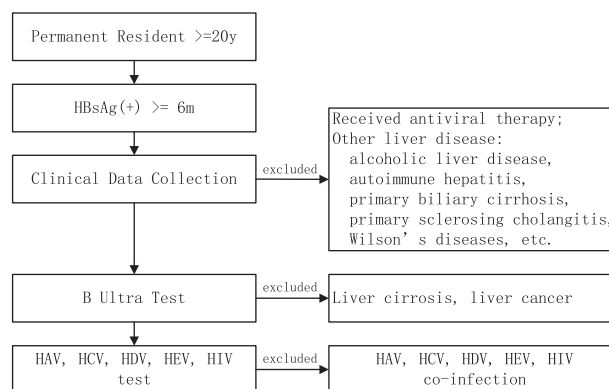 Permanent Resident >=20y
HBsAg(+) >= 6m
Clinical Data Collection
excluded
Received antiviral therapy;
Other liver disease:
alcoholic liver disease,
autoimmune hepatitis,
primary biliary cirrhosis,
primary sclerosing cholangitis,
Wilson's diseases, etc.
B Ultra Test
excluded
Liver cirrosis, liver cancer
HAV, HCV, HDV, HEV, HIV
test
excluded
HAV, HCV, HDV, HEV, HIV
co-infection